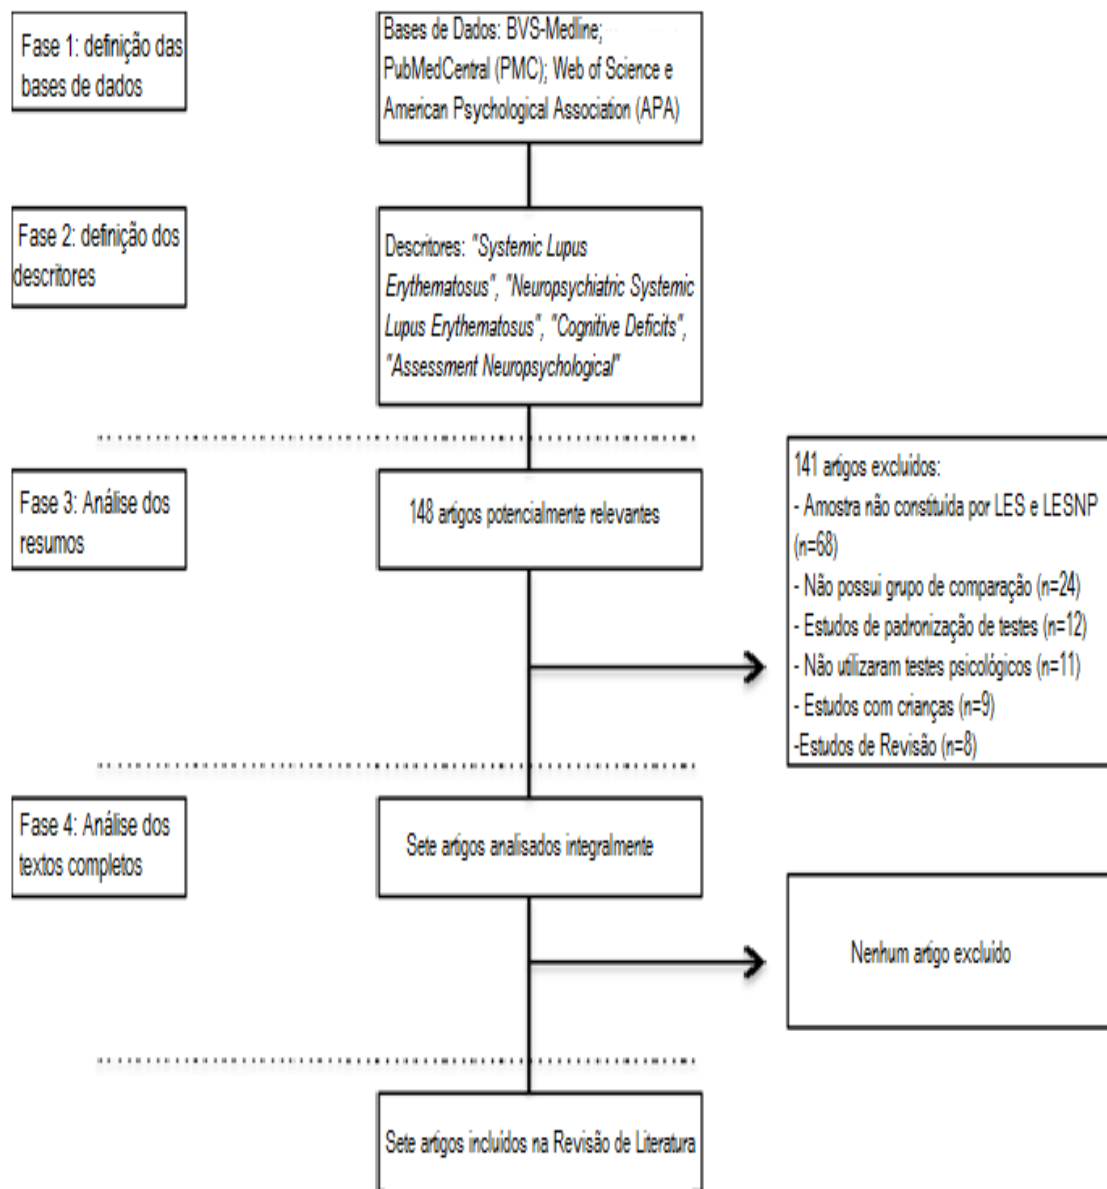 Fase 1: definição das
bases de dados
Bases de Dados: BVS-Medline;
PubMedCentral (PMC); Web of Science e
American Psychological Association (APA)
Fase 2: definição dos
descritores
Descritores: "Systemic Lupus
Erythematosus", "Neuropsychiatric Systemic
Lupus Erythematosus", "Cognitive Deficits",
"Assessment Neuropsychological"
Fase 3: Análise dos
resumos
148 artigos potencialmente relevantes
141 artigos excluídos:
- Amostra não constituída por LES e LESNP
(n=68)
- Não possui grupo de comparação (n=24)
- Estudos de padronização de testes (n=12)
- Não utilizaram testes psicológicos (n=11)
- Estudos com crianças (n=9)
-Estudos de Revisão (n=8)
Fase 4: Análise dos
textos completos
Sete artigos analisados integralmente
Nenhum artigo excluído
Sete artigos incluídos na Revisão de Literatura